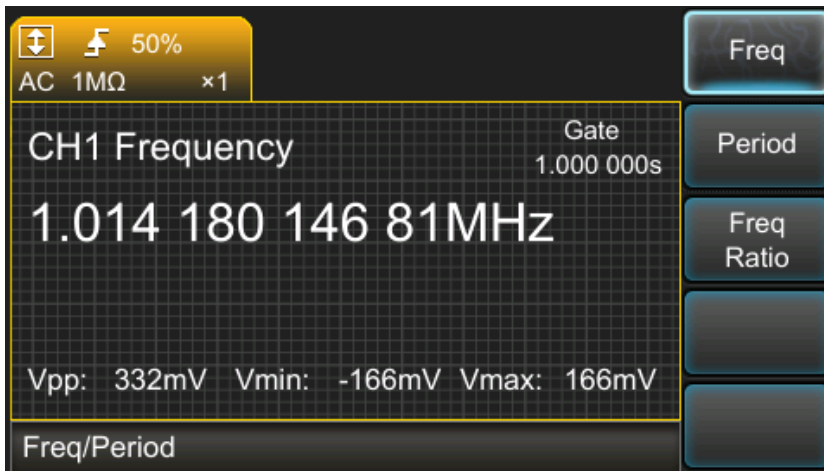 50%
AC 1MΩ ×1
CH1 Frequency
Gate
1.000 000s
1.014 180 146 81MHz
Vpp: 332mV Vmin: -166mV Vmax: 166mV
Freq/Period
Freq
Period
Freq
Ratio